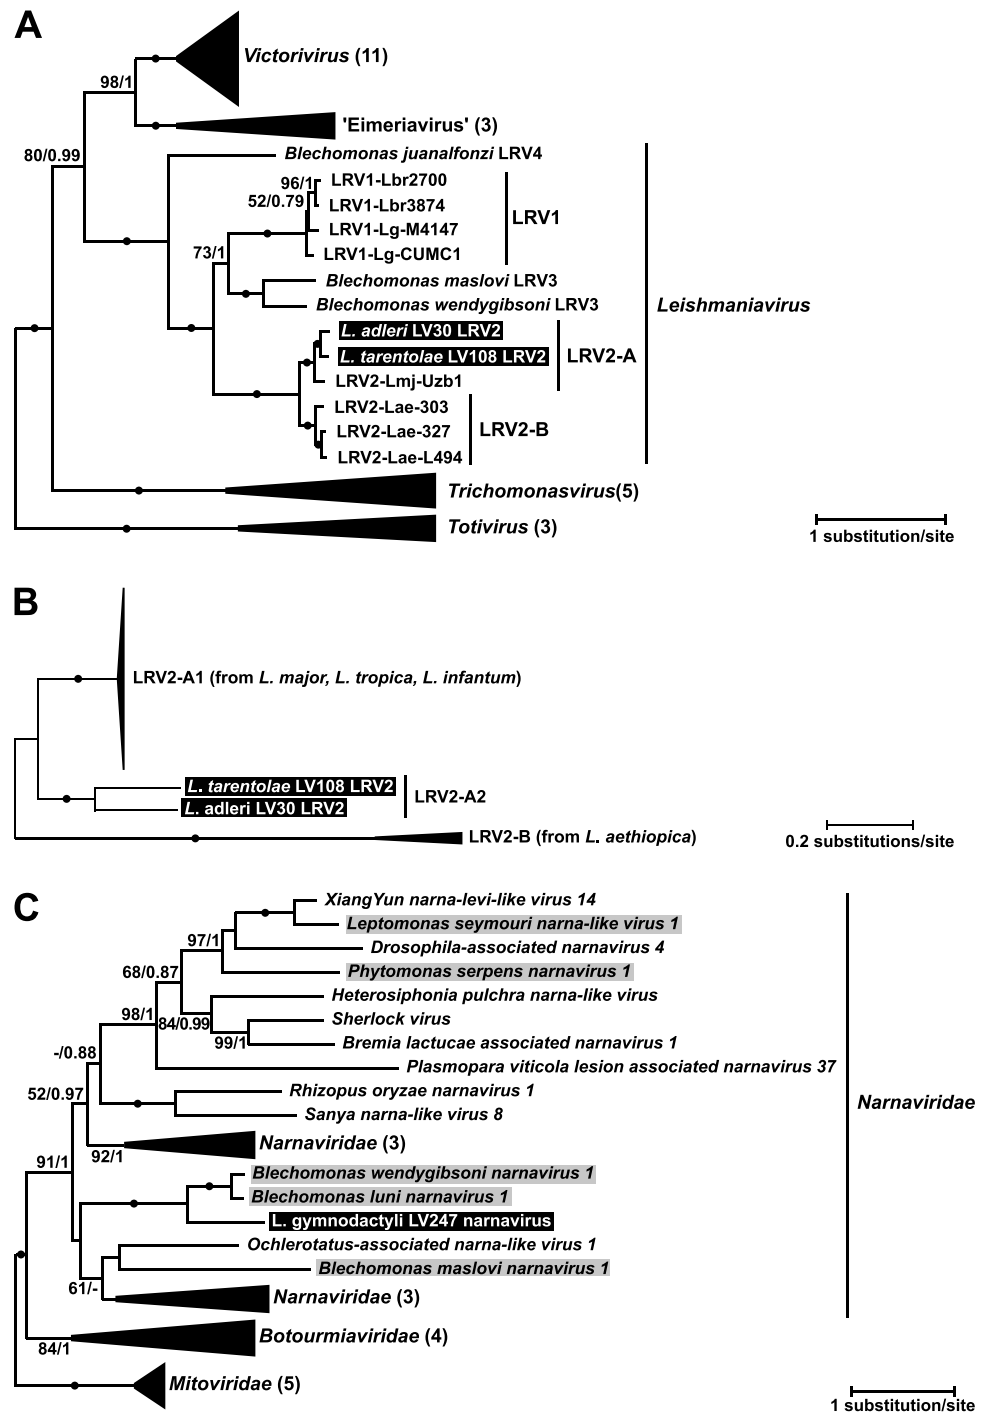 A
Victorivirus (11)
98/1
'Eimeriavirus' (3)
80/0.99
Blechomonas juanalfonzi LRV4
96/1
LRV1-Lbr2700
52/0.79
LRV1-Lbr3874
LRV1
LRV1-Lg-M4147
73/1
LRV1-Lg-CUMC1
Blechomonas maslovi LRV3
Blechomonas wendygibsoni LRV3
Leishmaniavirus
L. adleri LV30 LRV2
L. tarentolae LV108 LRV2
LRV2-A
LRV2-Lmj-Uzb1
LRV2-Lae-303
LRV2-Lae-327
LRV2-B
LRV2-Lae-L494
Trichomonasvirus(5)
Totivirus (3)
1 substitution/site
B
LRV2-A1 (from L. major, L. tropica, L. infantum)
L. tarentolae LV108 LRV2
LRV2-A2
L. adleri LV30 LRV2
LRV2-B (from L. aethiopica)
0.2 substitutions/site
C
XiangYun narna-levi-like virus 14
Leptomonas seymouri narna-like virus 1
97/1
Drosophila-associated narnavirus 4
68/0.87
Phytomonas serpens narnavirus 1
Heterosiphonia pulchra narna-like virus
98/1
84/0.99
Sherlock virus
99/1
Bremia lactucae associated narnavirus 1
-/0.88
Plasmopara viticola lesion associated narnavirus 37
52/0.97
Rhizopus oryzae narnavirus 1
Narnaviridae
Sanya narna-like virus 8
Narnaviridae (3)
92/1
91/1
Blechomonas wendygibsoni narnavirus 1
Blechomonas luni narnavirus 1
L. gymnodactyli LV247 narnavirus
Ochlerotatus-associated narna-like virus 1
Blechomonas maslovi narnavirus 1
61/-
Narnaviridae (3)
Botourmiaviridae (4)
84/1
Mitoviridae (5)
1 substitution/site